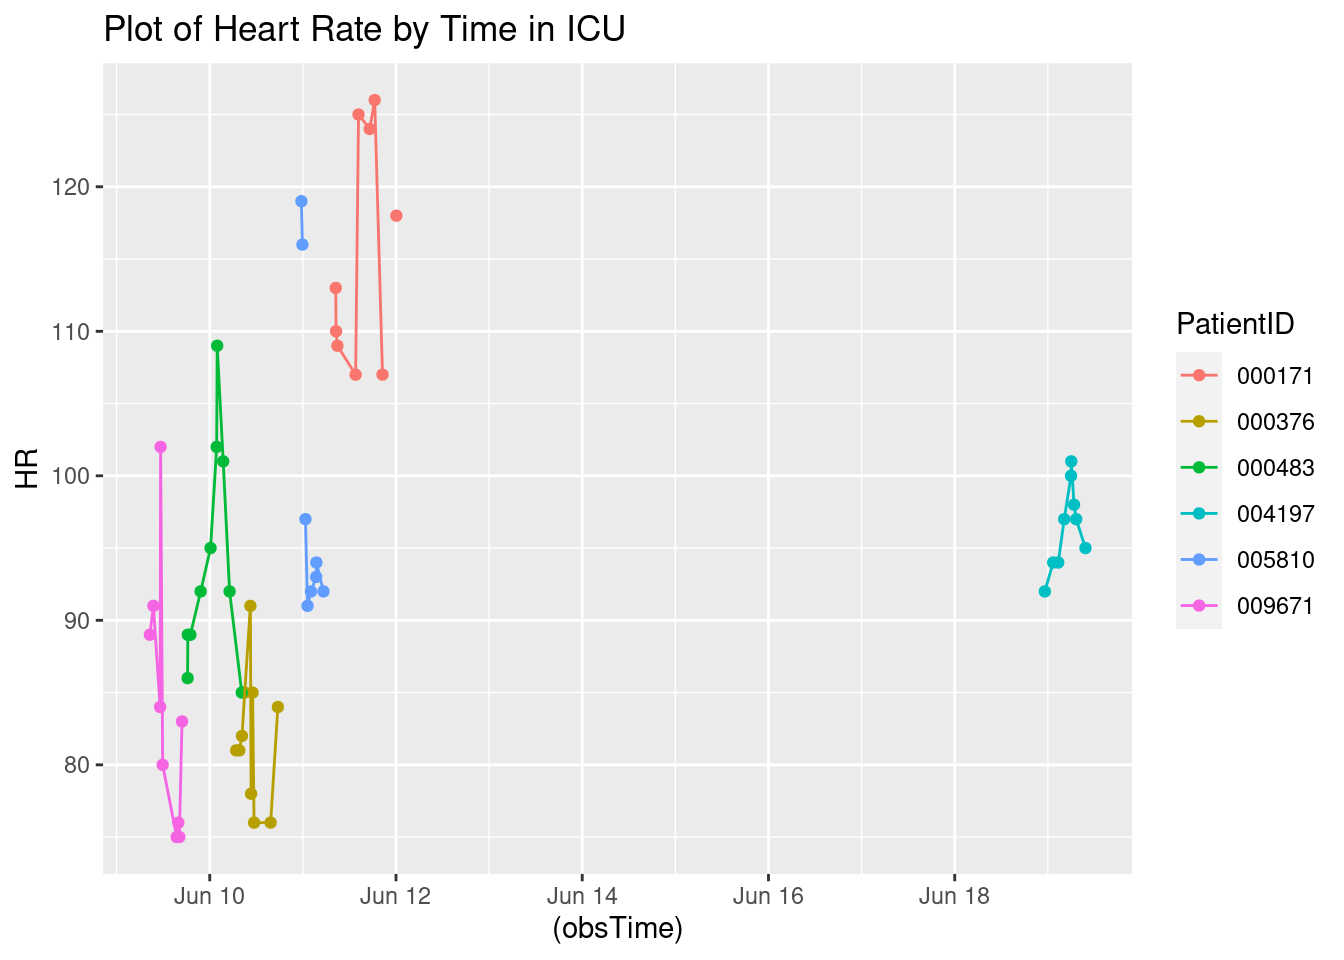 Plot of Heart Rate by Time in ICU
120
110
100
90
80
HR
Jun 10
Jun 12
Jun 14
Jun 16
Jun 18
(obsTime)
PatientID
000171
000376
000483
004197
005810
009671